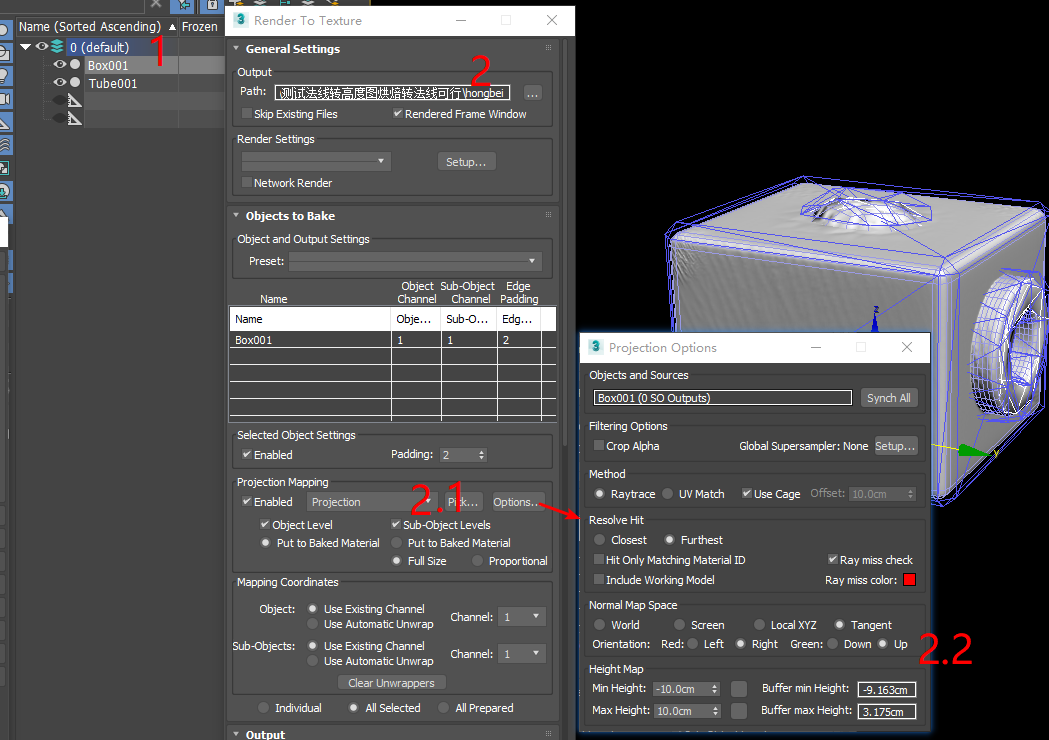 Name (Sorted Ascending) ▲ Frozen
1
0 (default)
Box001
Tube001
3 Render To Texture
General Settings
Output
2
Path: \测试法线转高度图烘焙转法线可行\hongbei ...
Skip Existing Files Rendered Frame Window
Render Settings
Setup...
Network Render
Objects to Bake
Object and Output Settings
Preset:
Name Object Channel Sub-Object Channel Edge Padding
Name Obje... Sub-O... Edg...
Box001 1 1 2
Selected Object Settings
Enabled Padding: 2
Projection Mapping
Enabled Projection Pick... Options...
2.1
Object Level Sub-Object Levels
Put to Baked Material Put to Baked Material
Full Size Proportional
Mapping Coordinates
Object: Use Existing Channel
Use Automatic Unwrap Channel: 1
Sub-Objects: Use Existing Channel
Use Automatic Unwrap Channel: 1
Clear Unwrappers
Individual All Selected All Prepared
Output
z
y
3 Projection Options
Objects and Sources
Box001 (0 SO Outputs) Synch All
Filtering Options
Crop Alpha Global Supersampler: None Setup...
Method
Raytrace UV Match Use Cage Offset: 10.0cm
Resolve Hit
Closest Furthest
Hit Only Matching Material ID Ray miss check
Include Working Model Ray miss color:
Normal Map Space
World Screen Local XYZ Tangent
Orientation: Red: Left Right Green: Down Up
2.2
Height Map
Min Height: -10.0cm Buffer min Height: -9.163cm
Max Height: 10.0cm Buffer max Height: 3.175cm